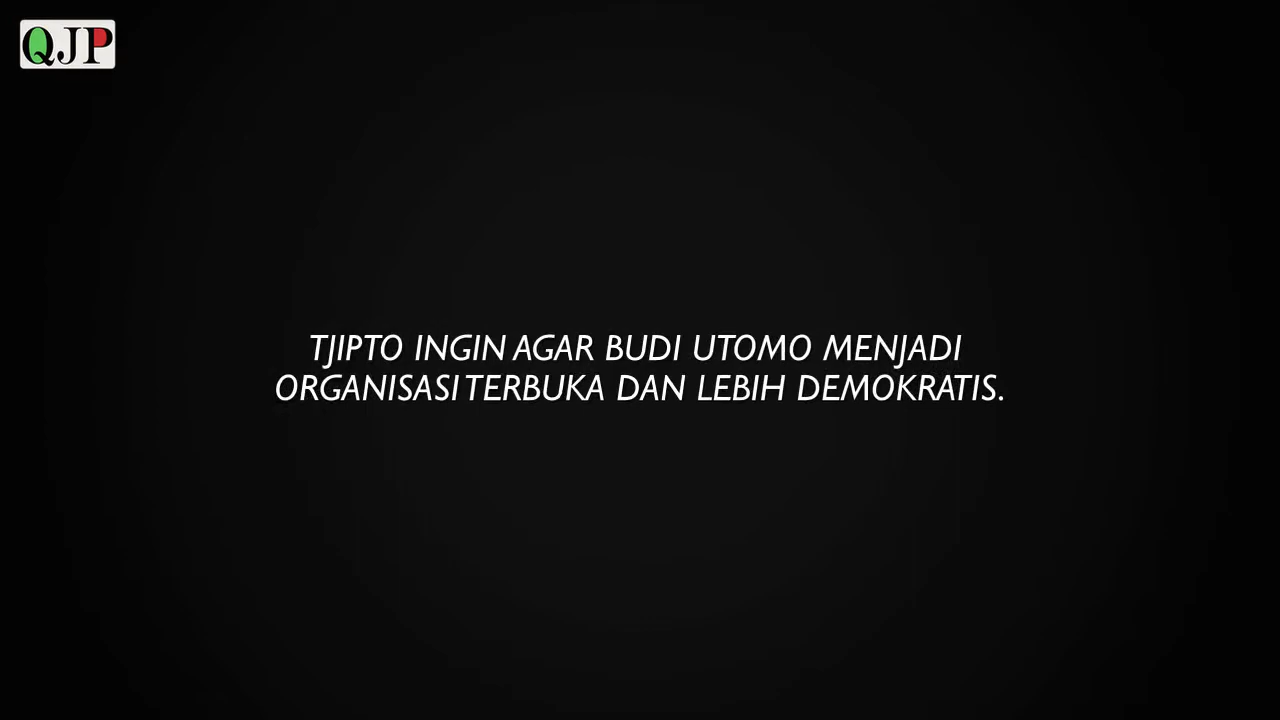 QJP
TJIPTO INGIN AGAR BUDI UTOMO MENJADI
ORGANISASI TERBUKA DAN LEBIH DEMOKRATIS.